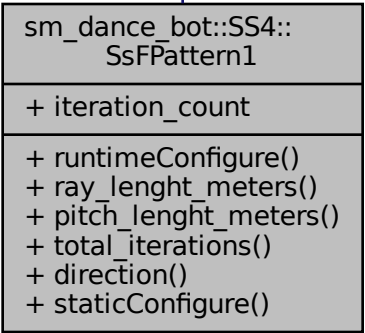 sm_dance_bot::SS4::
SsFPattern1
+ iteration_count
+ runtimeConfigure()
+ ray_lenght_meters()
+ pitch_lenght_meters()
+ total_iterations()
+ direction()
+ staticConfigure()